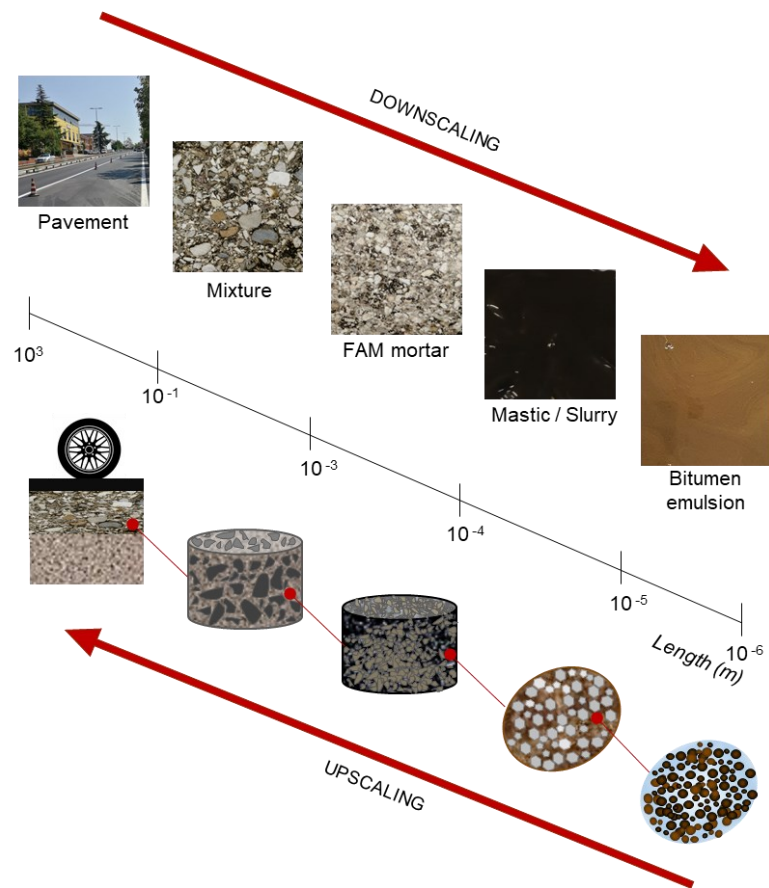 DOWNSCALING
Pavement
Mixture
FAM mortar
Mastic / Slurry
Bitumen
emulsion
10³
10⁻¹
10⁻³
10⁻⁴
10⁻⁵
10⁻⁶
Length (m)
UPSCALING